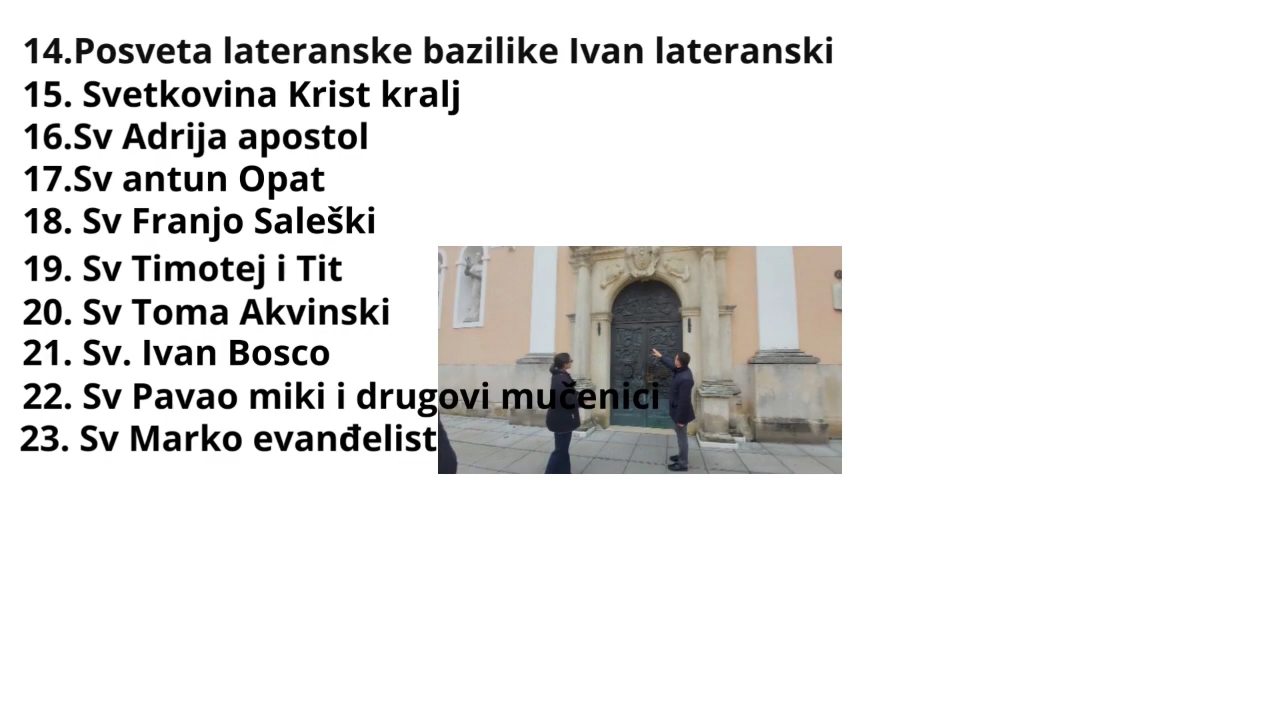 14.Posveta lateranske bazilike Ivan lateranski
15. Svetkovina Krist kralj
16.Sv Adrija apostol
17.Sv antun Opat
18. Sv Franjo Saleški
19. Sv Timotej i Tit
20. Sv Toma Akvinski
21. Sv. Ivan Bosco
22. Sv Pavao miki i drugovi mučenici
23. Sv Marko evanđelist